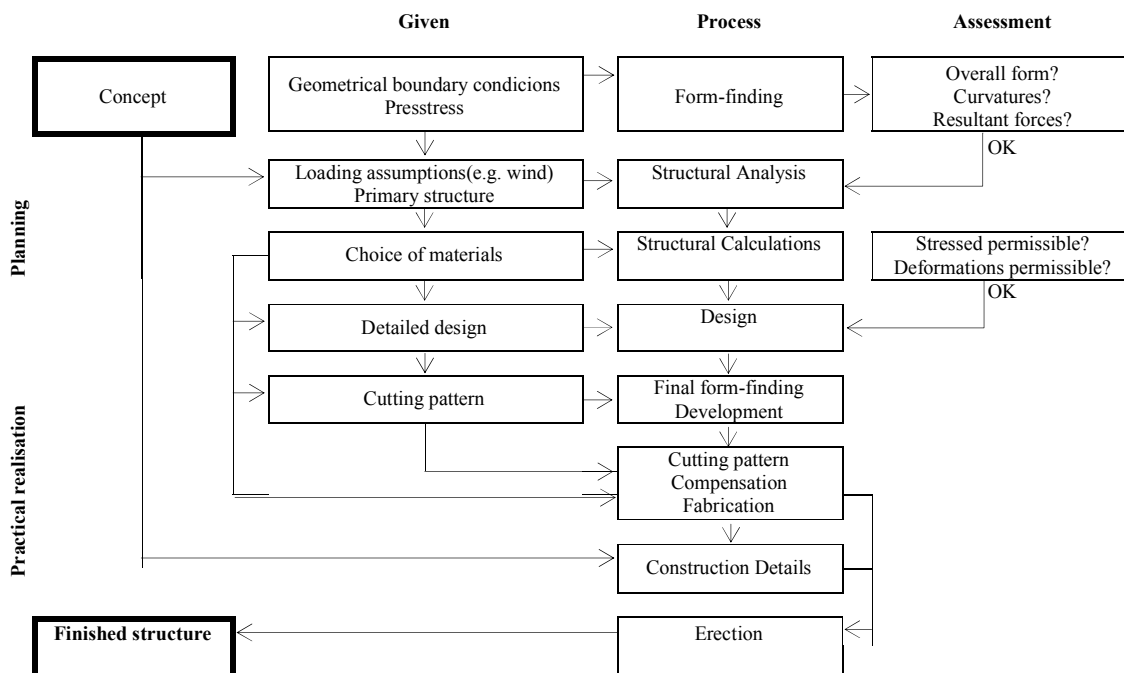 Given
Process
Assessment
Concept
Geometrical boundary condicions
Presstress
Form-finding
Overall form?
Curvatures?
Resultant forces?
OK
Planning
Loading assumptions(e.g. wind)
Primary structure
Structural Analysis
Choice of materials
Structural Calculations
Stressed permissible?
Deformations permissible?
OK
Detailed design
Design
Practical realisation
Cutting pattern
Final form-finding
Development
Cutting pattern
Compensation
Fabrication
Construction Details
Finished structure
Erection